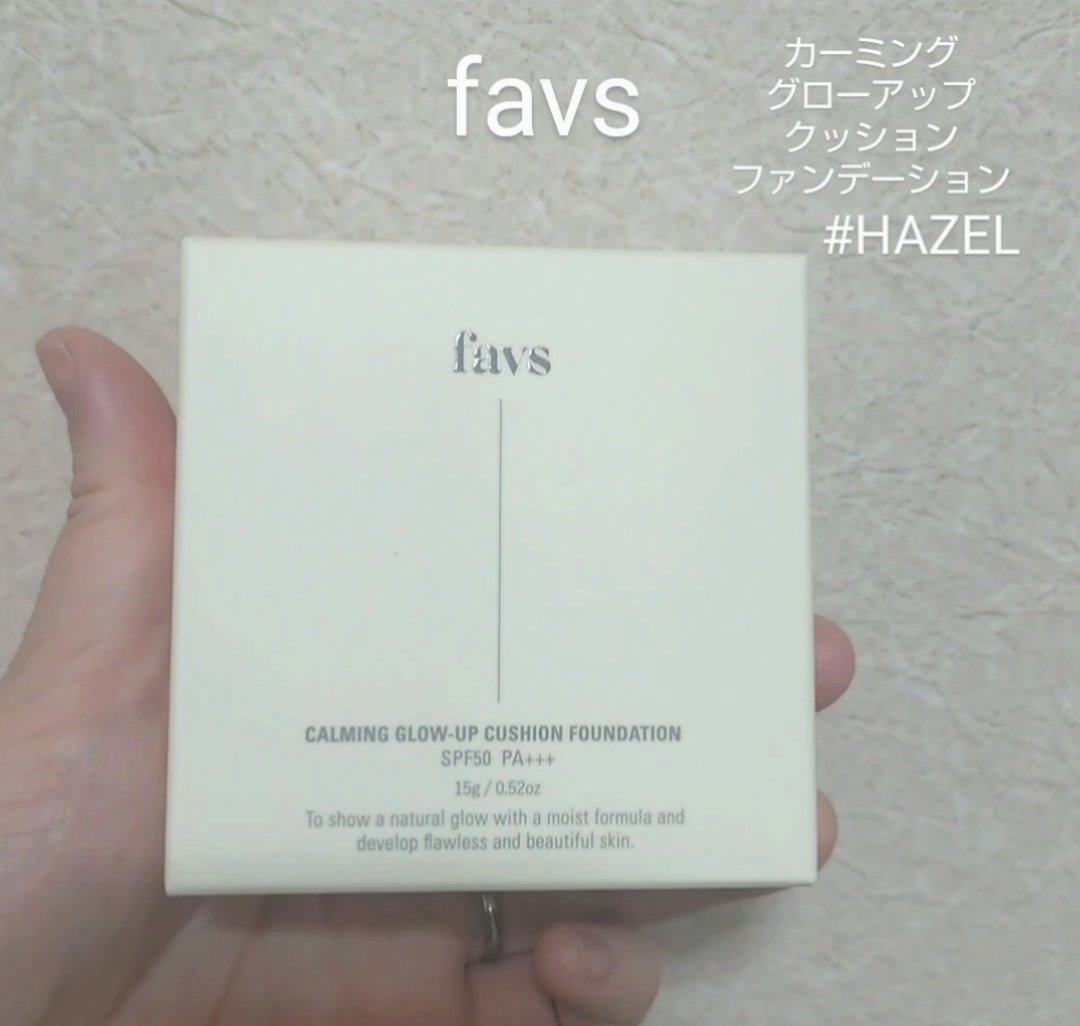 favs
カーミング
グローアップ
クッション
ファンデーション
#HAZEL
favs
CALMING GLOW-UP CUSHION FOUNDATION
SPF50 PA+++
15g / 0.52oz
To show a natural glow with a moist formula and
develop flawless and beautiful skin.